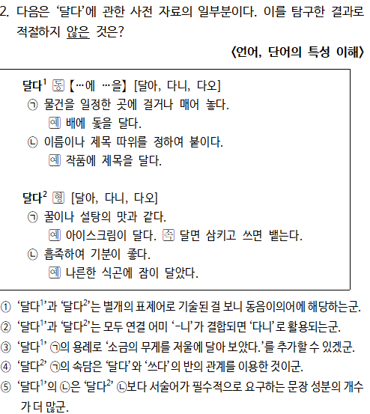 2. 다음은 '달다'에 관한 사전 자료의 일부분이다. 이를 탐구한 결과로
적절하지 않은 것은?
<언어, 단어의 특성 이해>
달다¹ 동 【…에 …을】 [달아, 다니, 다오]
㉠ 물건을 일정한 곳에 걸거나 매어 놓다.
예 배에 돛을 달다.
㉡ 이름이나 제목 따위를 정하여 붙이다.
예 작품에 제목을 달다.
달다² 형 [달아, 다니, 다오]
㉠ 꿀이나 설탕의 맛과 같다.
예 아이스크림이 달다. 속 달면 삼키고 쓰면 뱉는다.
㉡ 흡족하여 기분이 좋다.
예 나른한 식곤에 잠이 달았다.
① '달다¹'과 '달다²'는 별개의 표제어로 기술된 걸 보니 동음이의어에 해당하는군.
② '달다¹'과 '달다²'는 모두 연결 어미 '-니'가 결합되면 '다니'로 활용되는군.
③ '달다¹' ㉠의 용례로 '소금의 무게를 저울에 달아 보았다.'를 추가할 수 있겠군.
④ '달다²' ㉠의 속담은 '달다'와 '쓰다'의 반의 관계를 이용한 것이군.
⑤ '달다¹'의 ㉡은 '달다²' ㉡보다 서술어가 필수적으로 요구하는 문장 성분의 개수
가 더 많군.